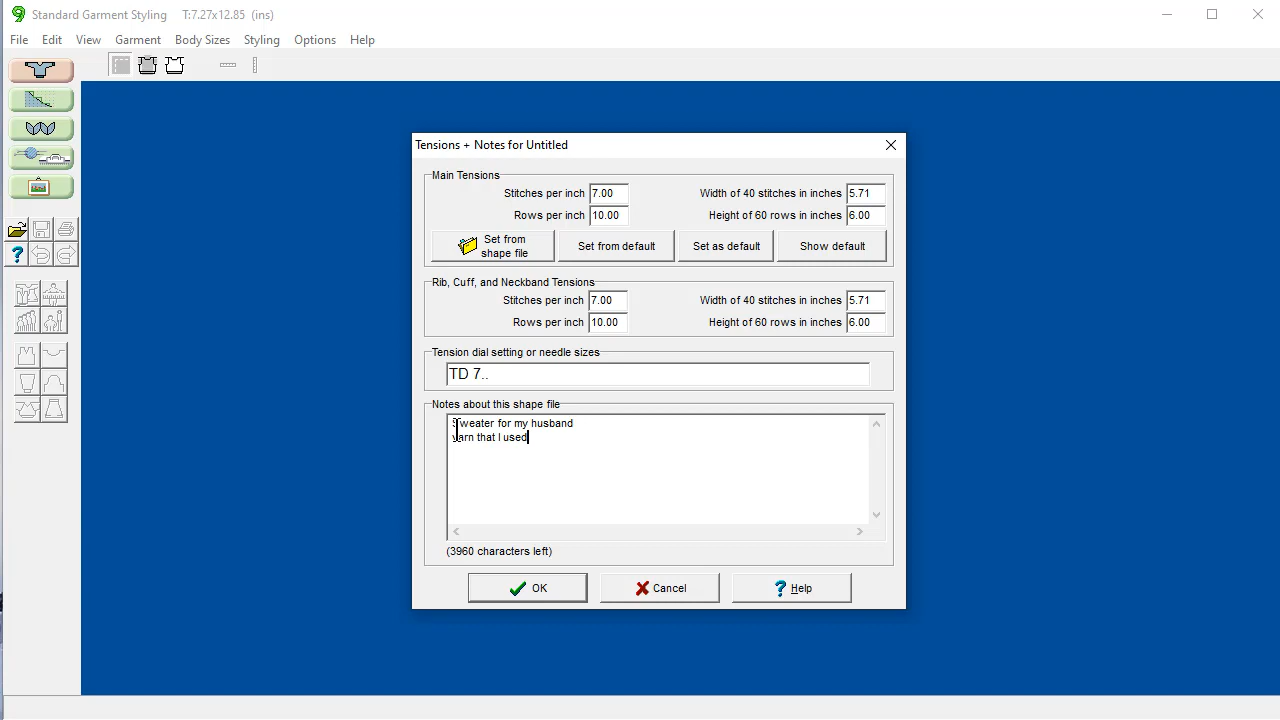 Standard Garment Styling T:7.27x12.85 (ins)
File Edit View Garment Body Sizes Styling Options Help
Tensions + Notes for Untitled
Main Tensions
Stitches per inch 7.00 Width of 40 stitches in inches 5.71
Rows per inch 10.00 Height of 60 rows in inches 6.00
Set from shape file Set from default Set as default Show default
Rib, Cuff, and Neckband Tensions
Stitches per inch 7.00 Width of 40 stitches in inches 5.71
Rows per inch 10.00 Height of 60 rows in inches 6.00
Tension dial setting or needle sizes
TD 7..
Notes about this shape file
Sweater for my husband
yarn that I used
(3960 characters left)
OK Cancel Help